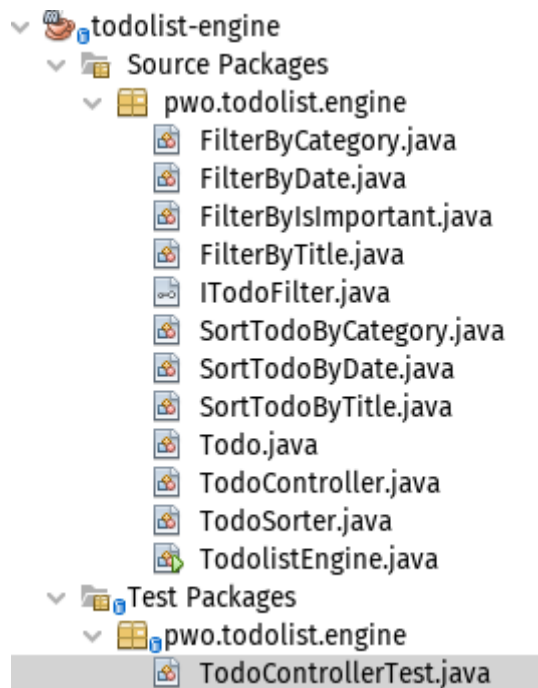 todolist-engine
Source Packages
pwo.todolist.engine
FilterByCategory.java
FilterByDate.java
FilterByIsImportant.java
FilterByTitle.java
ITodoFilter.java
SortTodoByCategory.java
SortTodoByDate.java
SortTodoByTitle.java
Todo.java
TodoController.java
TodoSorter.java
TodolistEngine.java
Test Packages
pwo.todolist.engine
TodoControllerTest.java